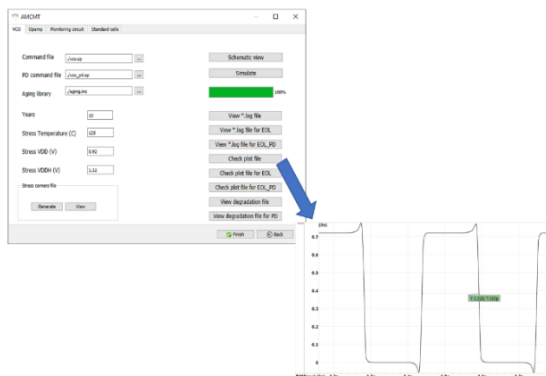 AMCMT
VCO Opamp Monitoring circuit Standard cells
Command file ./vco.sp ...
Schematic view
PD command file ./vco_pd.sp ...
Simulate
Aging library ./aging.inc ...
100%
Years 10
View *.log file
Stress Temperature (C) 125
View *.log file for EOL
View *.log file for EOL_PD
Stress VDD (V) 0.92
Check plot file
Stress VDDH (V) 1.32
Check plot file for EOL
Stress corners file
Check plot file for EOL_PD
Generate View
View degradation file
View degradation file for PD
Finish Back
0.7
0.6
0.5
0.4
0.3
0.2
0.1
0